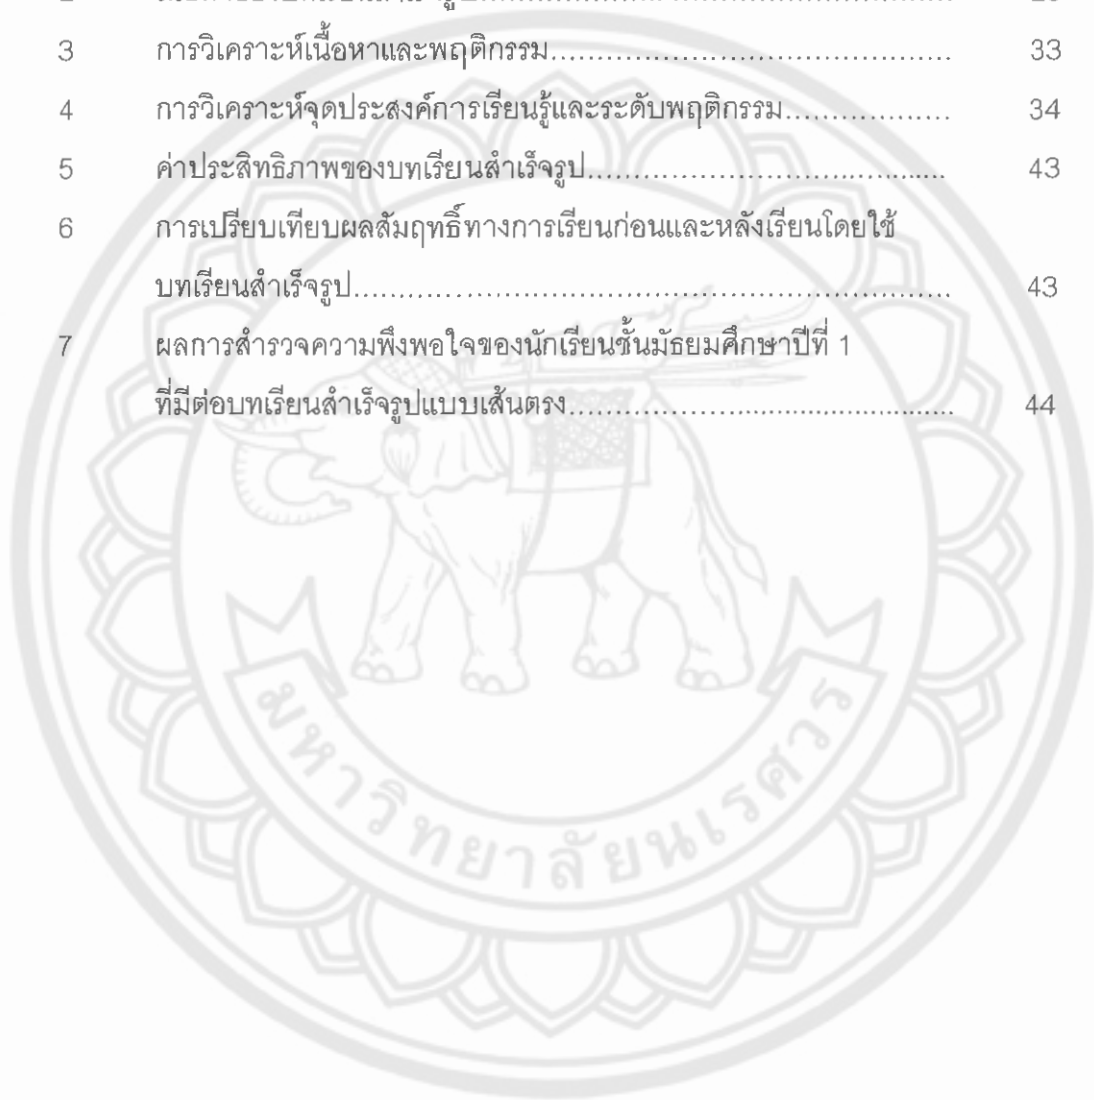 3 การวิเคราะห์เนื้อหาและพฤติกรรม.......................................... 33
4 การวิเคราะห์จุดประสงค์การเรียนรู้และระดับพฤติกรรม.................. 34
5 ค่าประสิทธิภาพของบทเรียนสำเร็จรูป..................................... 43
6 การเปรียบเทียบผลสัมฤทธิ์ทางการเรียนก่อนและหลังเรียนโดยใช้
บทเรียนสำเร็จรูป.............................................................. 43
7 ผลการสำรวจความพึงพอใจของนักเรียนชั้นมัธยมศึกษาปีที่ 1
ที่มีต่อบทเรียนสำเร็จรูปแบบเส้นตรง.......................................... 44
มหาวิทยาลัยนเรศวร